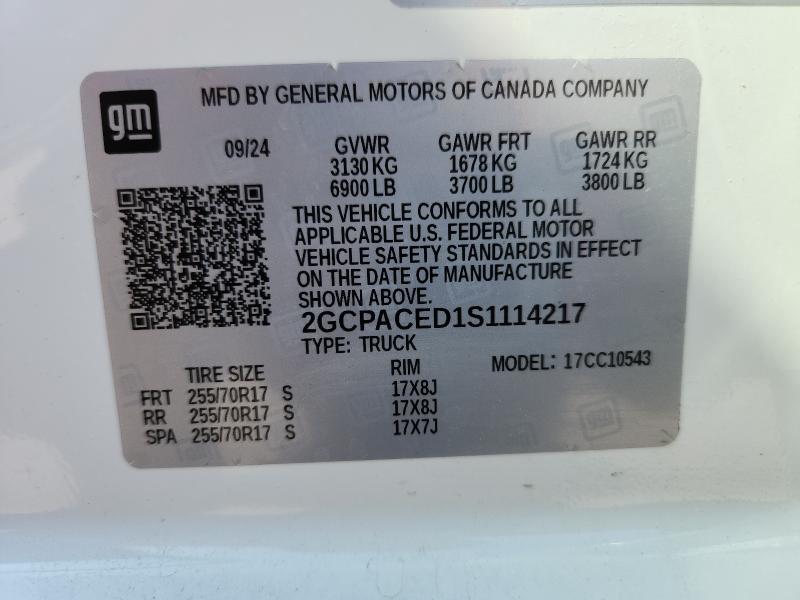 gm
MFD BY GENERAL MOTORS OF CANADA COMPANY
09/24 GVWR GAWR FRT GAWR RR
3130 KG 1678 KG 1724 KG
6900 LB 3700 LB 3800 LB
THIS VEHICLE CONFORMS TO ALL
APPLICABLE U.S. FEDERAL MOTOR
VEHICLE SAFETY STANDARDS IN EFFECT
ON THE DATE OF MANUFACTURE
SHOWN ABOVE.
2GCPACED1S1114217
TYPE: TRUCK
MODEL: 17CC10543
TIRE SIZE RIM
FRT 255/70R17 S 17X8J
RR 255/70R17 S 17X8J
SPA 255/70R17 S 17X7J